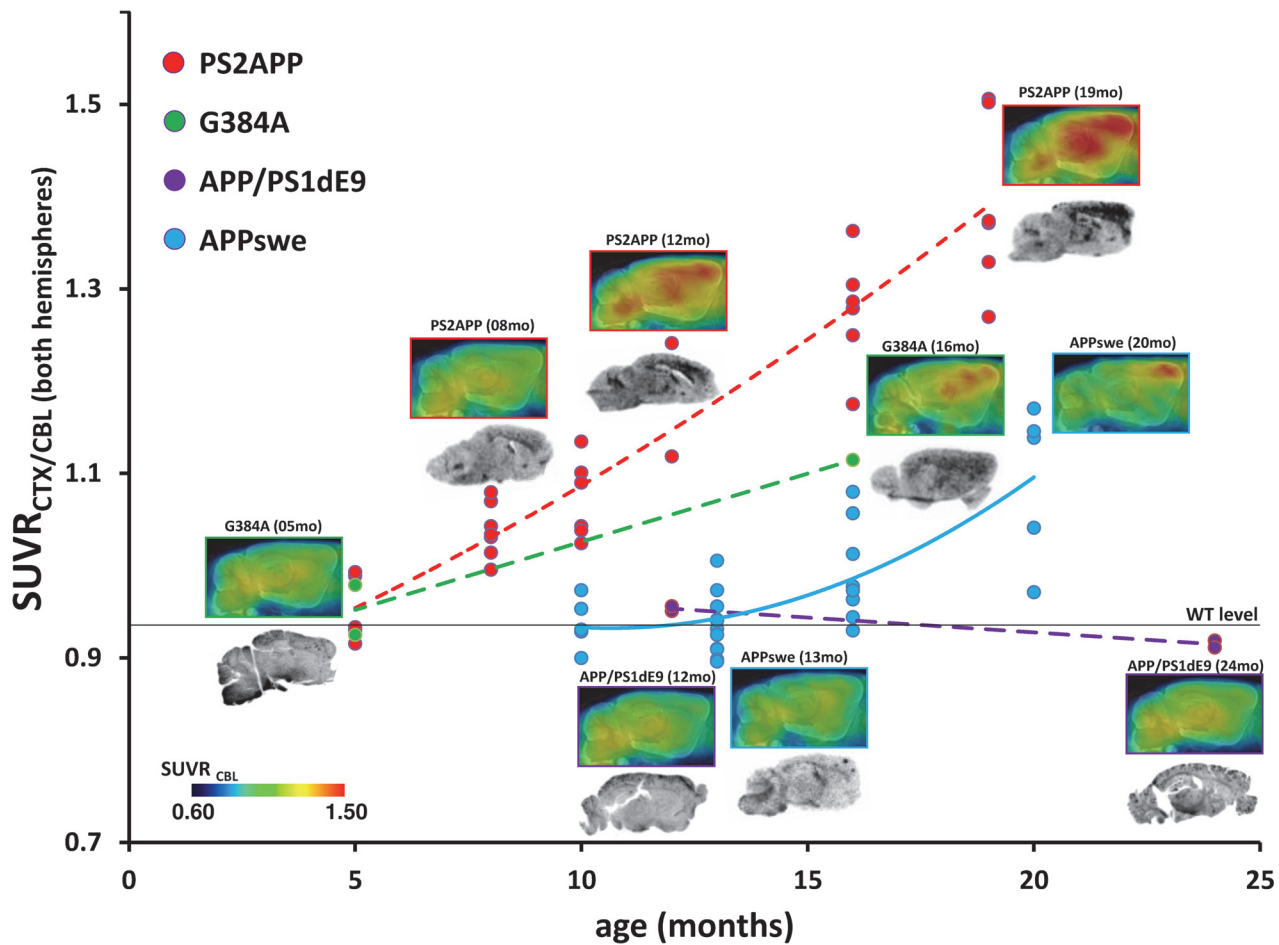 PS2APP
G384A
APP/PS1dE9
APPswe
SUVR CTX/CBL (both hemispheres)
1.5
1.3
1.1
0.9
0.7
PS2APP (19mo)
PS2APP (12mo)
PS2APP (08mo)
G384A (16mo)
APPswe (20mo)
G384A (05mo)
WT level
APP/PS1dE9 (12mo)
APPswe (13mo)
APP/PS1dE9 (24mo)
SUVR CBL
0.60 1.50
0 5 10 15 20 25
age (months)